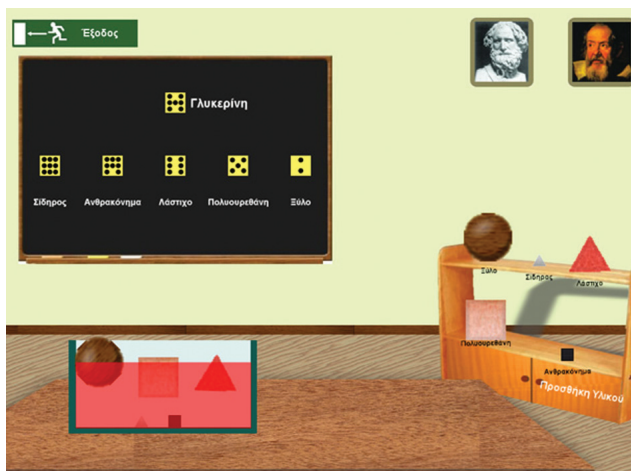 Έξοδος
Γλυκερίνη
Σίδηρος Ανθρακόνημα Λάστιχο Πολυουρεθάνη Ξύλο
Ξύλο Σίδηρος Λάστιχο
Πολυουρεθάνη
Ανθρακόνημα
Προσθήκη Υλικού